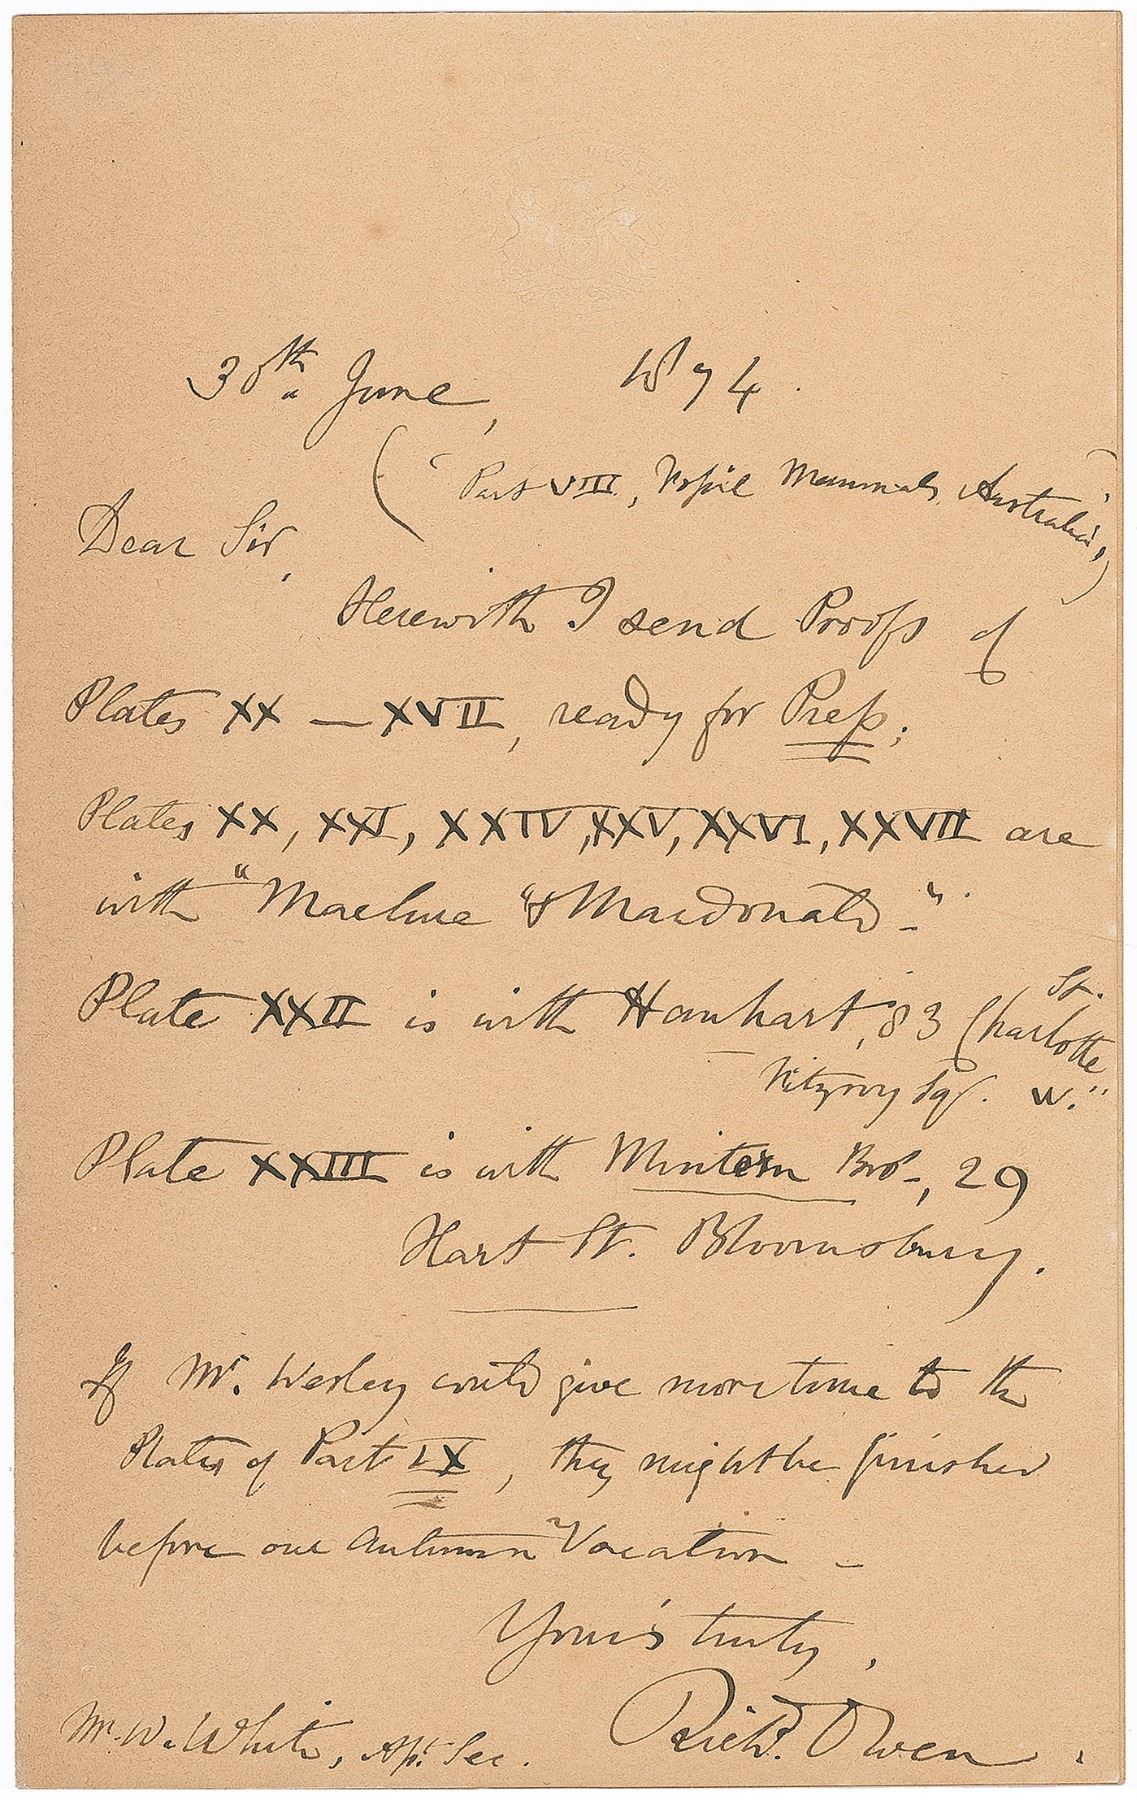 30th June, 1874.
("Part VIII, Fossil Mammals Australia",)
Dear Sir,
Herewith I send Proofs of
Plates XX — XVII, ready for Press;
Plates XX, XXI, XXIV, XXV, XXVI, XXVII are
with "Maclure "& Macdonald-".
Plate XXII is with Hanhart, 83 Charlotte St.
Fitzroy Sq. W."
Plate XXIII is with Mintern Bros-, 29
Hart St. Bloomsbury.
If Mr. Wesley could give more time to the
Plates of Part IX, they might be finished
before our Autumn Vacation –
Your's truly,
Richd. Owen.
Mr. W. White, Ast. Sec.